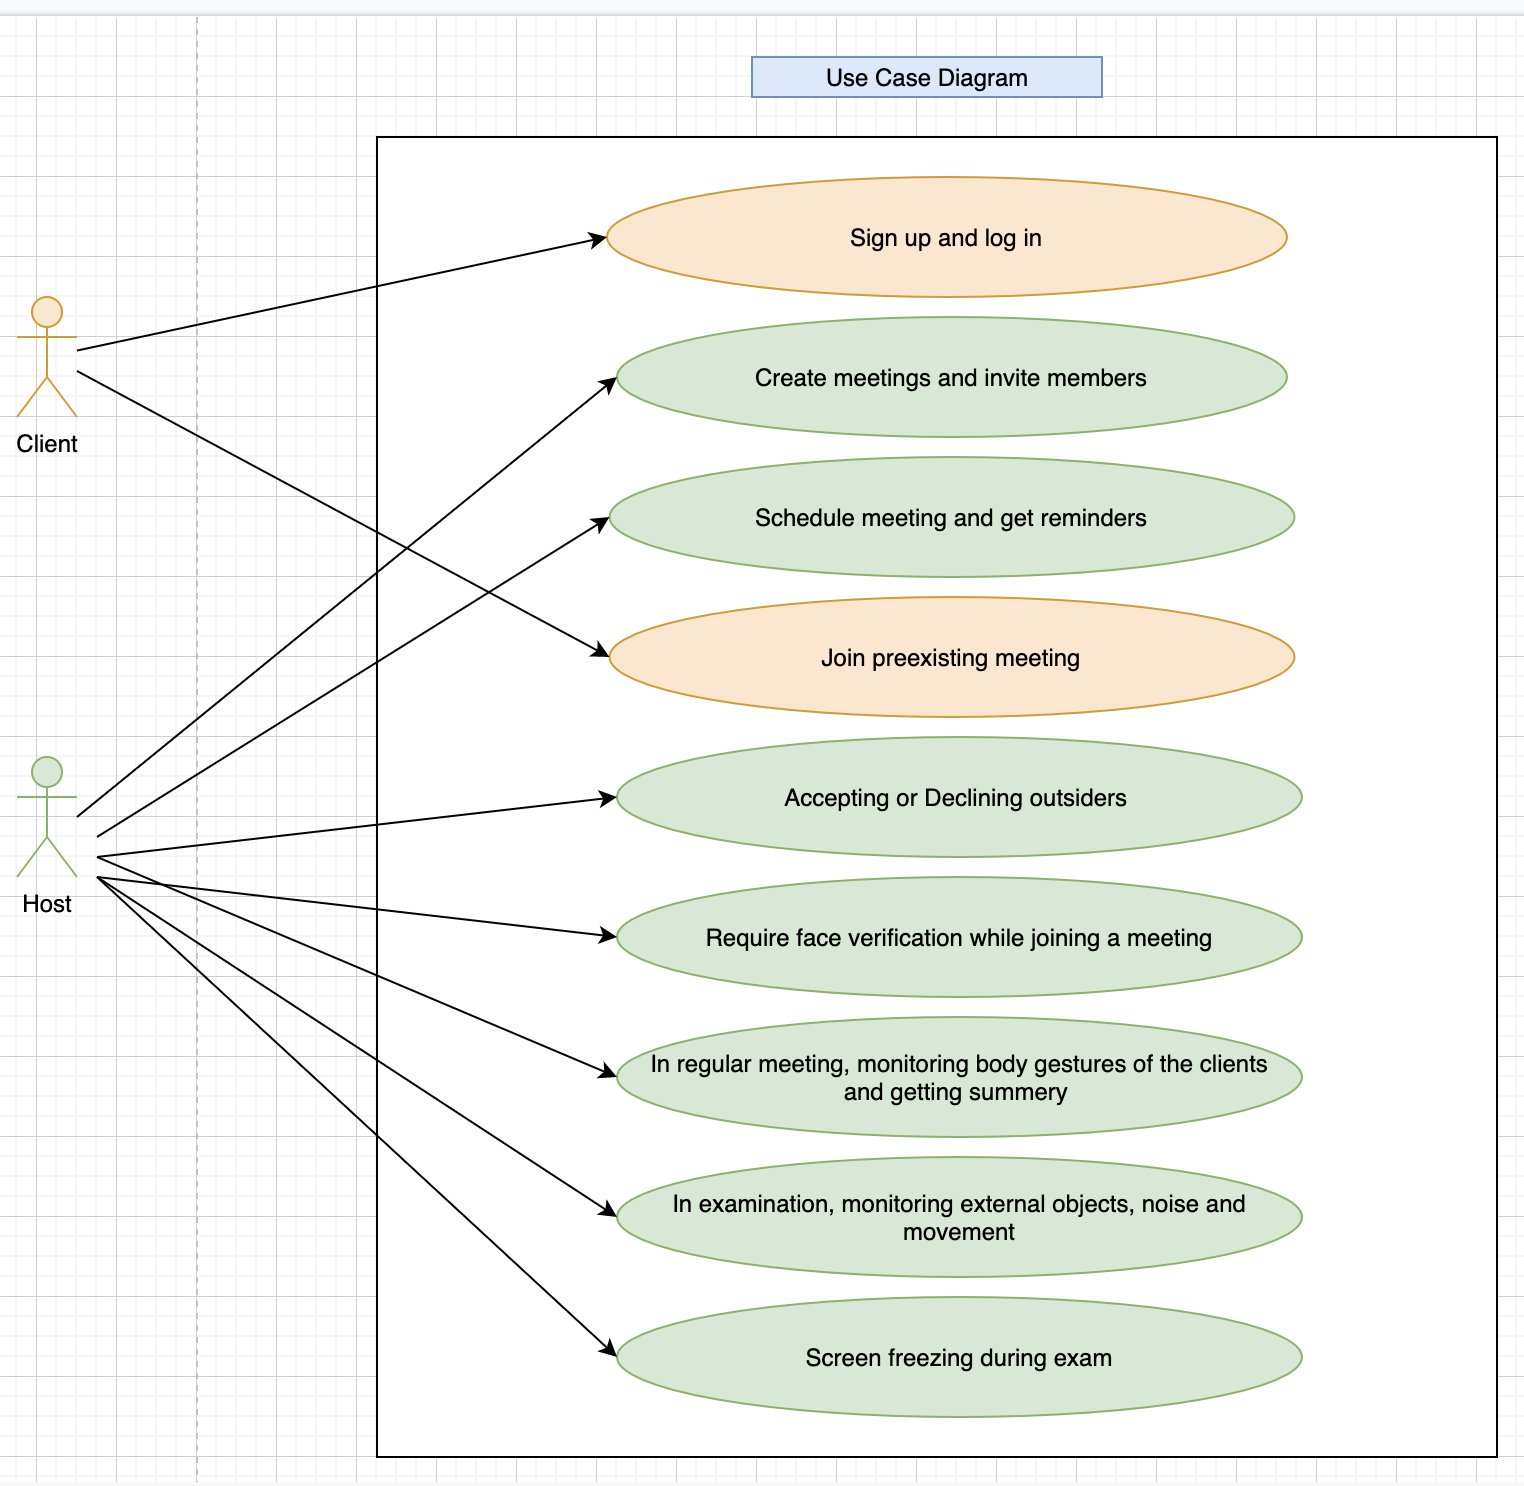 Use Case Diagram
Sign up and log in
Client
Create meetings and invite members
Schedule meeting and get reminders
Join preexisting meeting
Host
Accepting or Declining outsiders
Require face verification while joining a meeting
In regular meeting, monitoring body gestures of the clients
and getting summery
In examination, monitoring external objects, noise and
movement
Screen freezing during exam